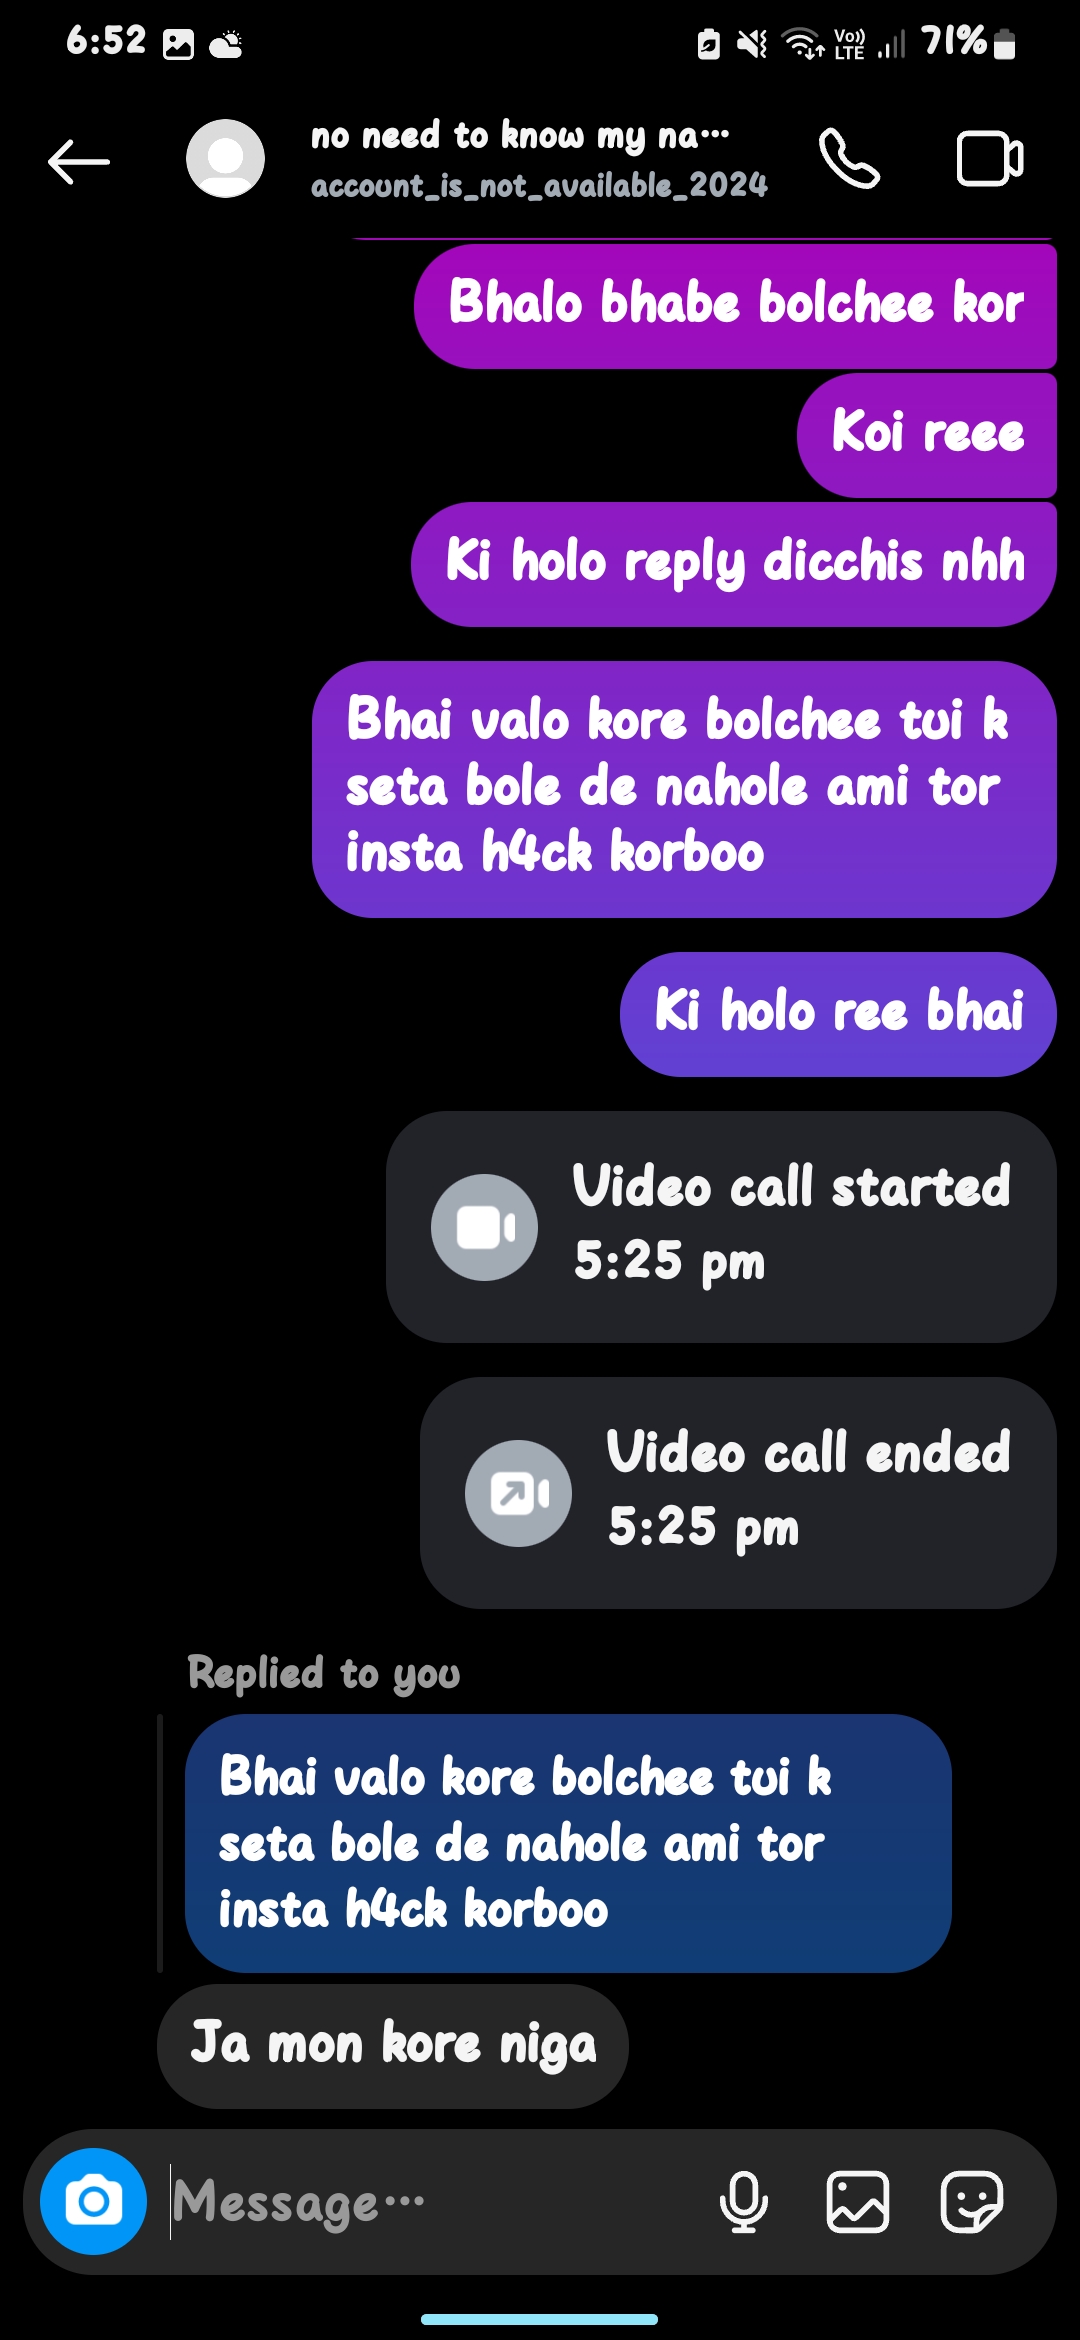 6:52
Vo)) LTE 71%
no need to know my na...
account_is_not_available_2024
Bhalo bhabe bolchee kor
Koi reee
Ki holo reply dicchis nhh
Bhai valo kore bolchee tui k
seta bole de nahole ami tor
insta h4ck korboo
Ki holo ree bhai
Video call started
5:25 pm
Video call ended
5:25 pm
Replied to you
Bhai valo kore bolchee tui k
seta bole de nahole ami tor
insta h4ck korboo
Ja mon kore niga
Message...